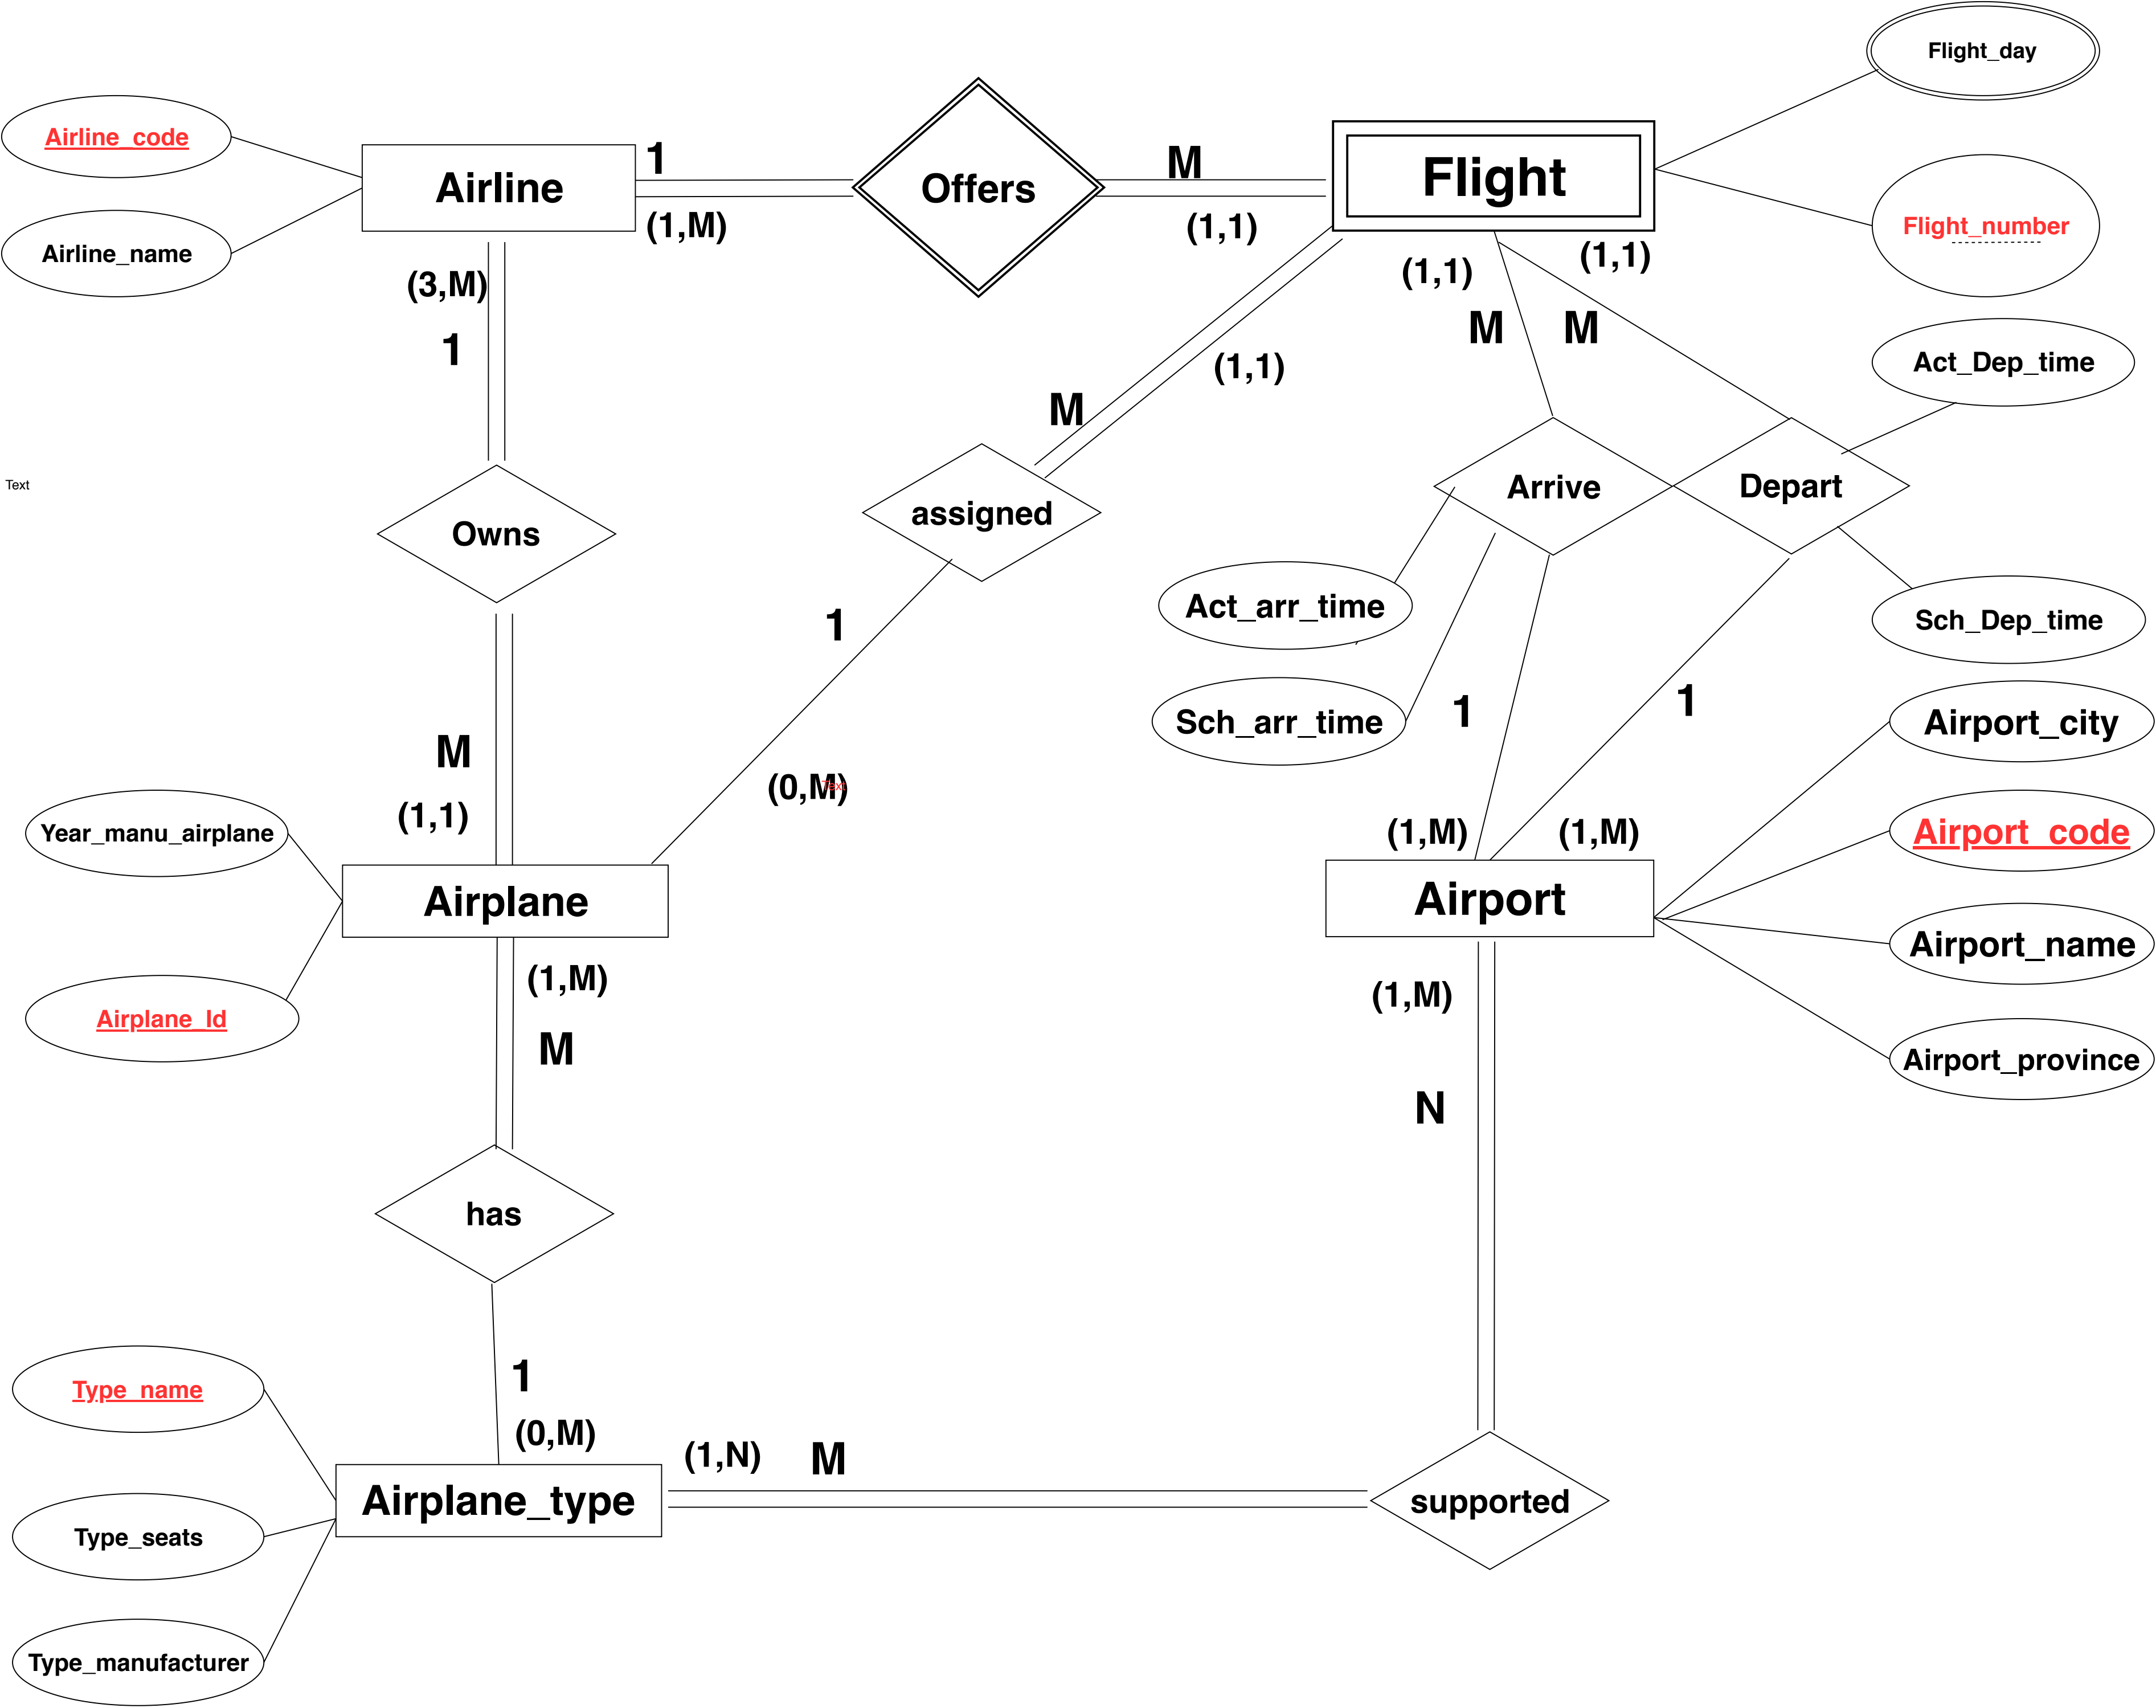 Flight_day
Airline_code
1
M
Airline
Offers
Flight
(1,M)
(1,1)
Flight_number
Airline_name
(3,M)
(1,1)
(1,1)
1
M
M
(1,1)
Act_Dep_time
M
Text
Owns
assigned
Arrive
Depart
1
Act_arr_time
Sch_Dep_time
1
1
Sch_arr_time
Airport_city
M
(0,M)
Text
(1,1)
Year_manu_airplane
(1,M)
(1,M)
Airport_code
Airplane
Airport
Airport_name
(1,M)
(1,M)
Airplane_Id
M
Airport_province
N
has
1
Type_name
(0,M)
(1,N)
M
Airplane_type
supported
Type_seats
Type_manufacturer